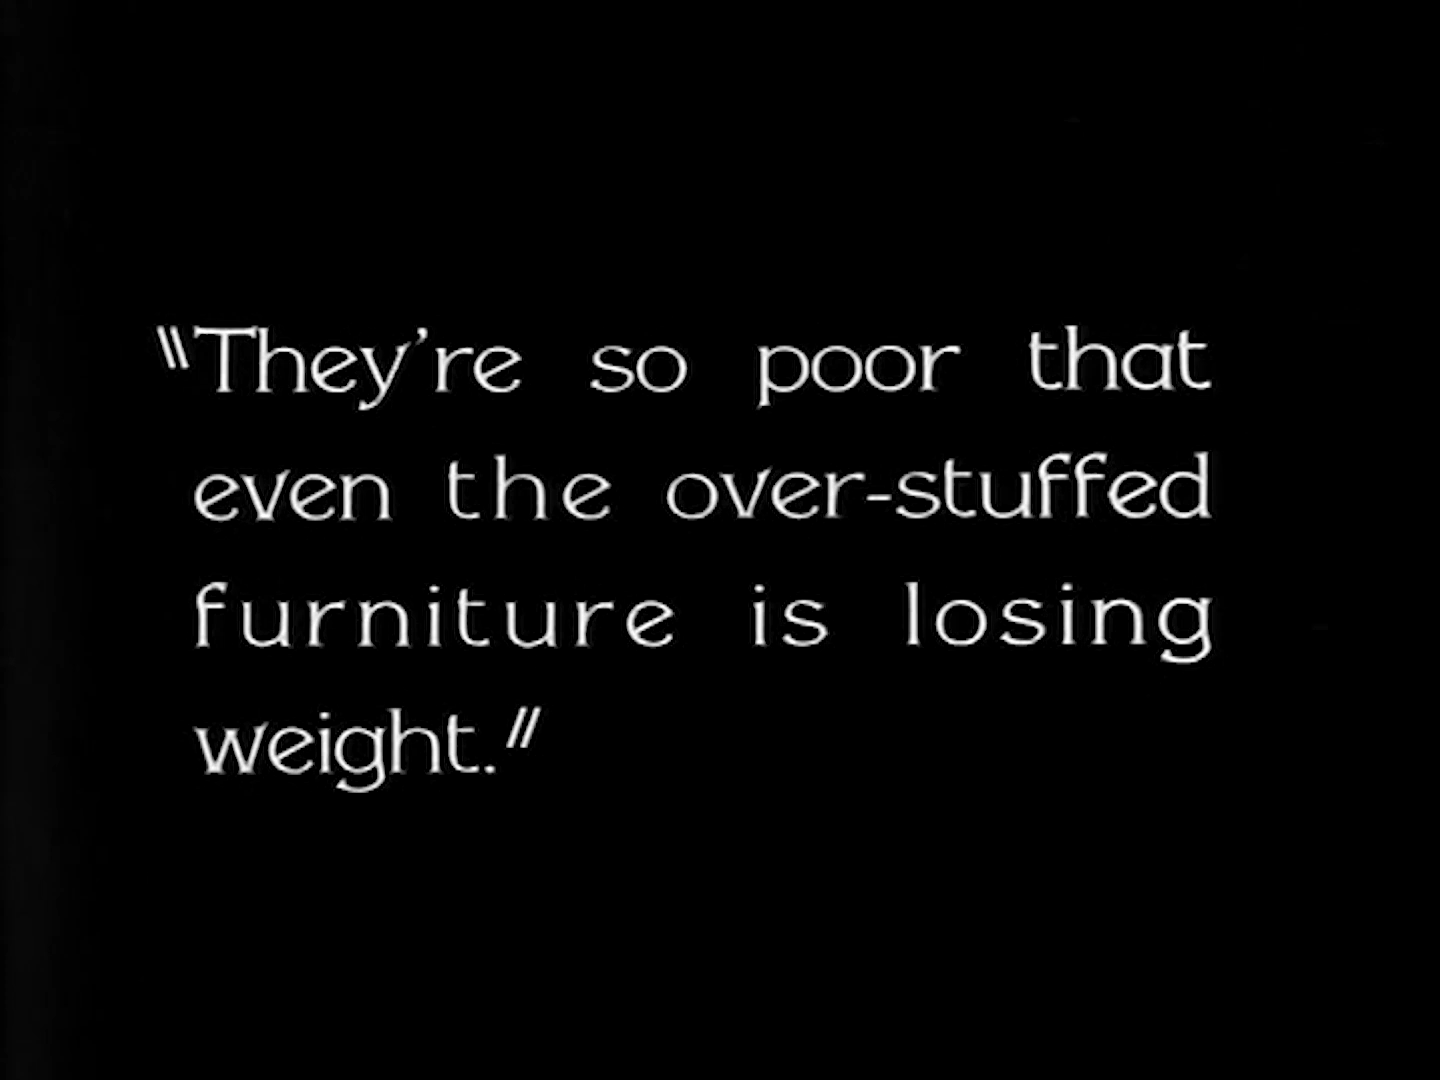 "They're so poor that
even the over-stuffed
furniture is losing
weight."